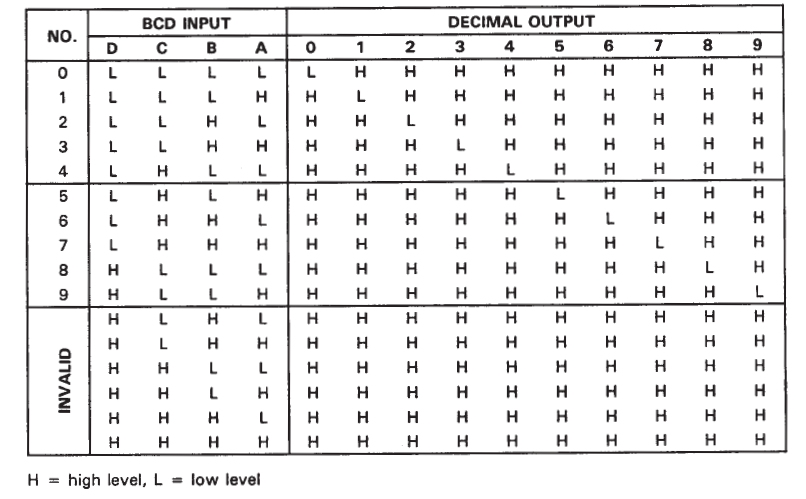 NO. BCD INPUT DECIMAL OUTPUT
D C B A 0 1 2 3 4 5 6 7 8 9
0 L L L L L H H H H H H H H H
1 L L L H H L H H H H H H H H
2 L L H L H H L H H H H H H H
3 L L H H H H H L H H H H H H
4 L H L L H H H H L H H H H H
5 L H L H H H H H H L H H H H
6 L H H L H H H H H H L H H H
7 L H H H H H H H H H H L H H
8 H L L L H H H H H H H H L H
9 H L L H H H H H H H H H H L
INVALID
H L H L H H H H H H H H H H
H L H H H H H H H H H H H H
H H L L H H H H H H H H H H
H H L H H H H H H H H H H H
H H H L H H H H H H H H H H
H H H H H H H H H H H H H H
H = high level, L = low level